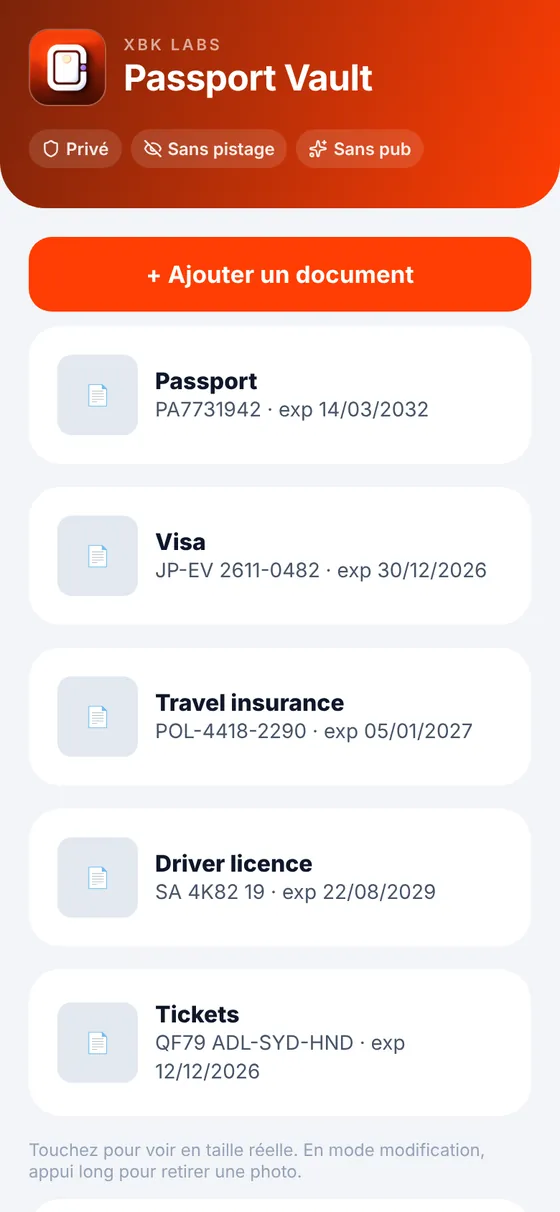 XBK LABS
Passport Vault
Privé
Sans pistage
Sans pub
+ Ajouter un document
Passport
PA7731942 · exp 14/03/2032
Visa
JP-EV 2611-0482 · exp 30/12/2026
Travel insurance
POL-4418-2290 · exp 05/01/2027
Driver licence
SA 4K82 19 · exp 22/08/2029
Tickets
QF79 ADL-SYD-HND · exp
12/12/2026
Touchez pour voir en taille réelle. En mode modification,
appui long pour retirer une photo.